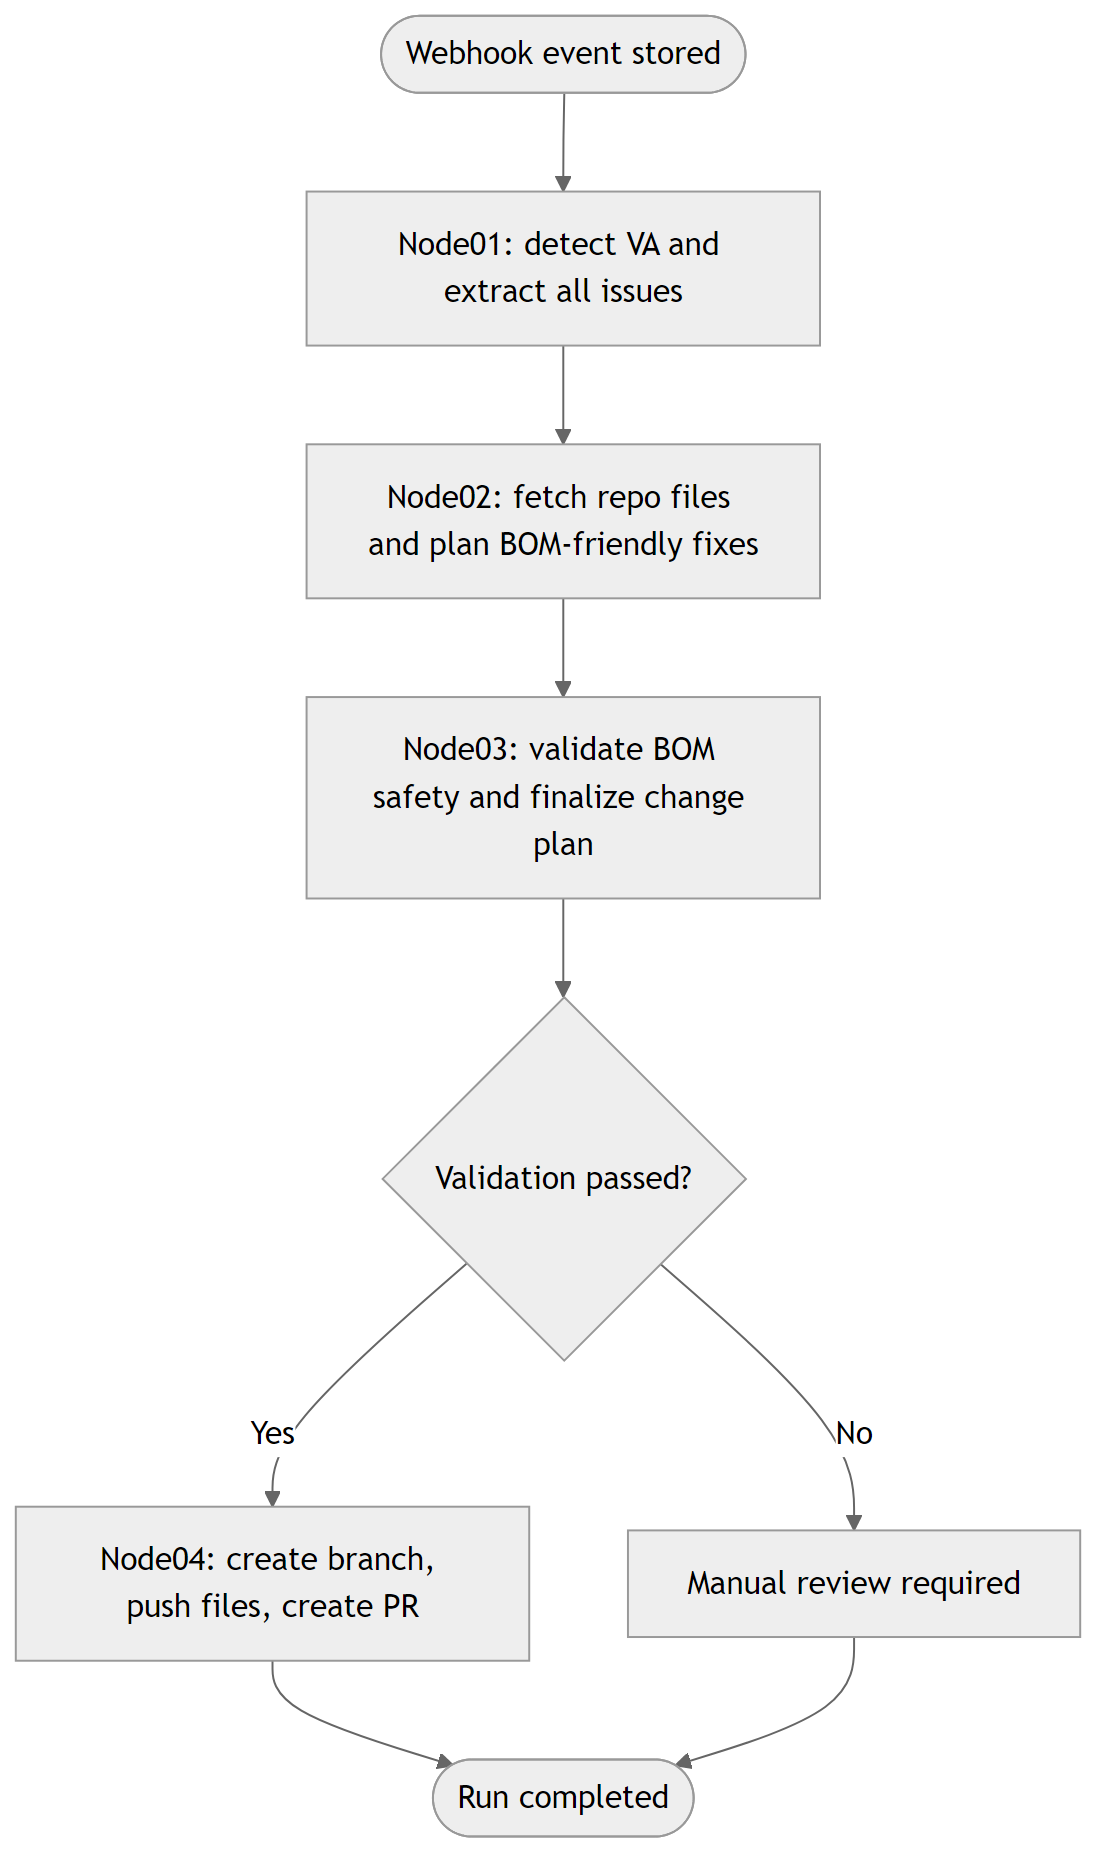 Webhook event stored
Node01: detect VA and
extract all issues
Node02: fetch repo files
and plan BOM-friendly fixes
Node03: validate BOM
safety and finalize change
plan
Validation passed?
Yes
No
Node04: create branch,
push files, create PR
Manual review required
Run completed